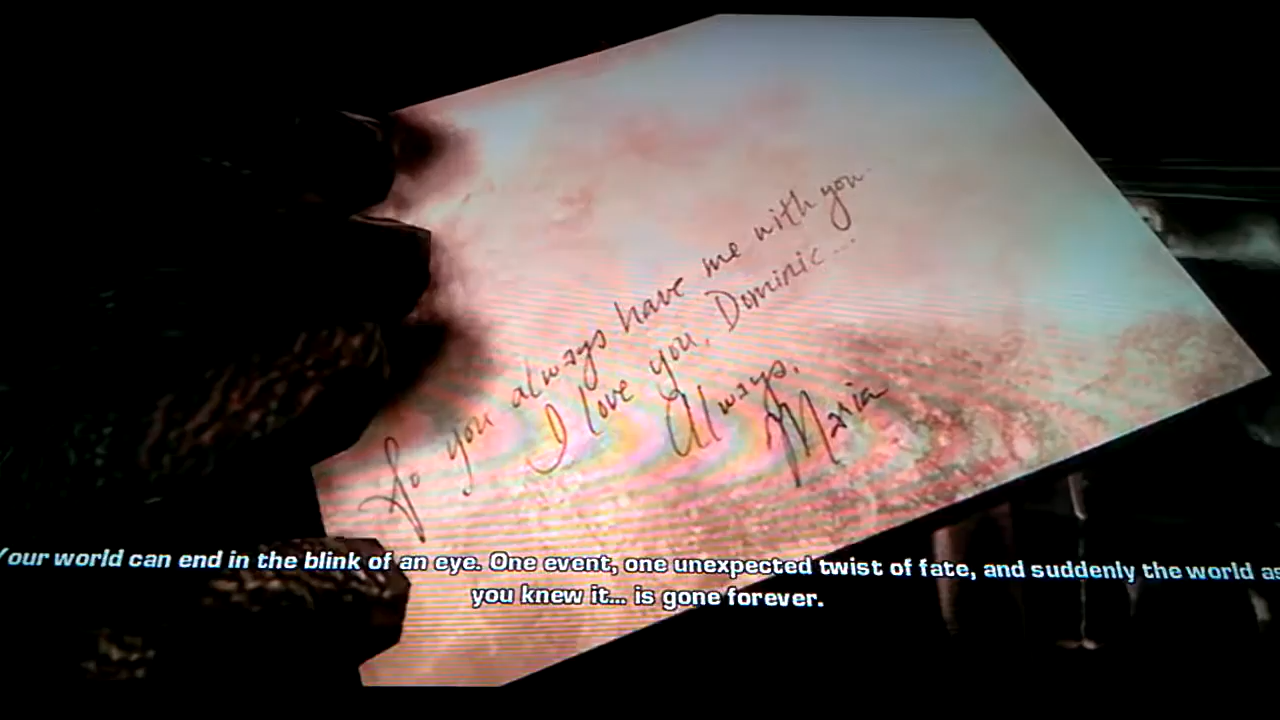 So you always have me with you.
I love you, Dominic...
Always,
Maria
Your world can end in the blink of an eye. One event, one unexpected twist of fate, and suddenly the world as
you knew it... is gone forever.